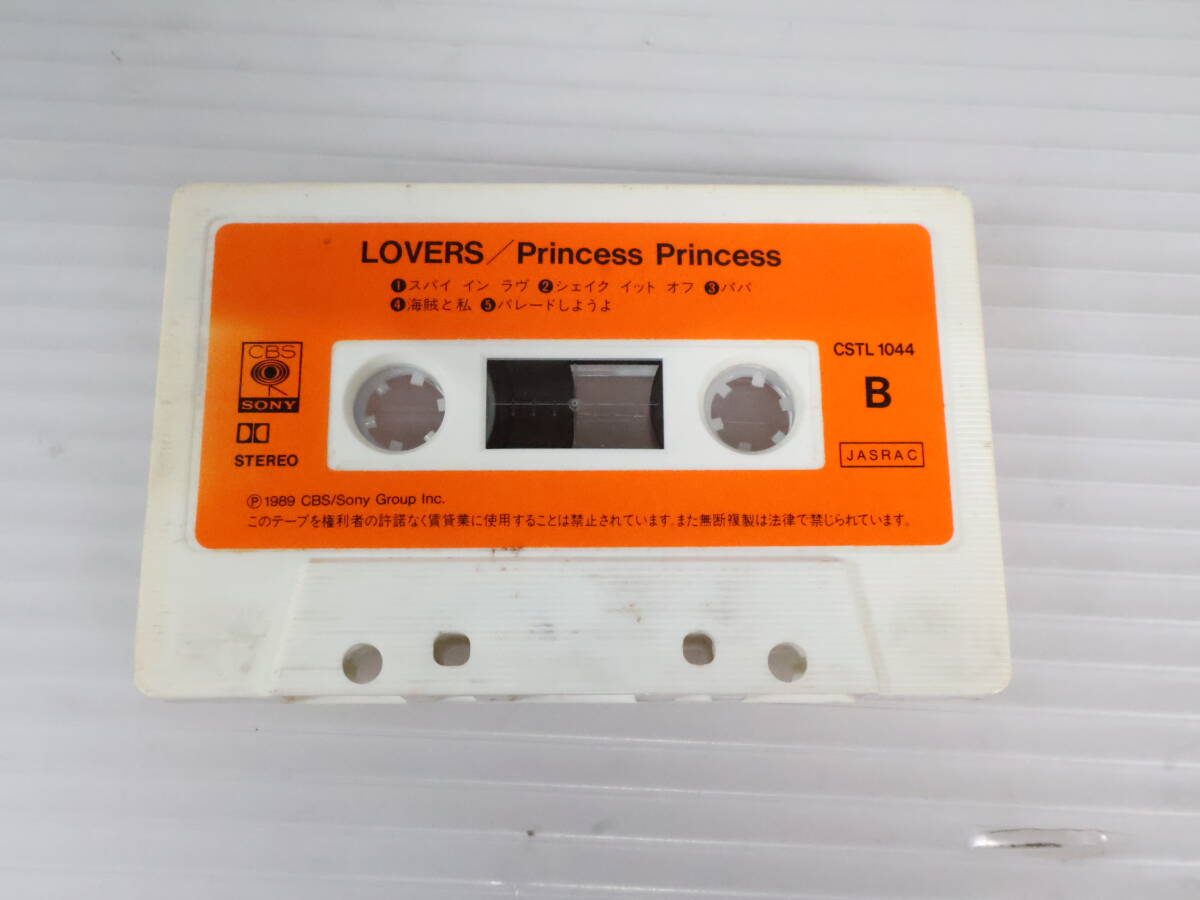 LOVERS/Princess Princess
❶スパイ イン ラヴ ❷シェイク イット オフ ❸パパ
❹海賊と私 ❺パレードしようよ
CBS
SONY
STEREO
CSTL 1044
B
JASRAC
Ⓟ1989 CBS/Sony Group Inc.
このテープを権利者の許諾なく賃貸業に使用することは禁止されています。また無断複製は法律で禁じられています。